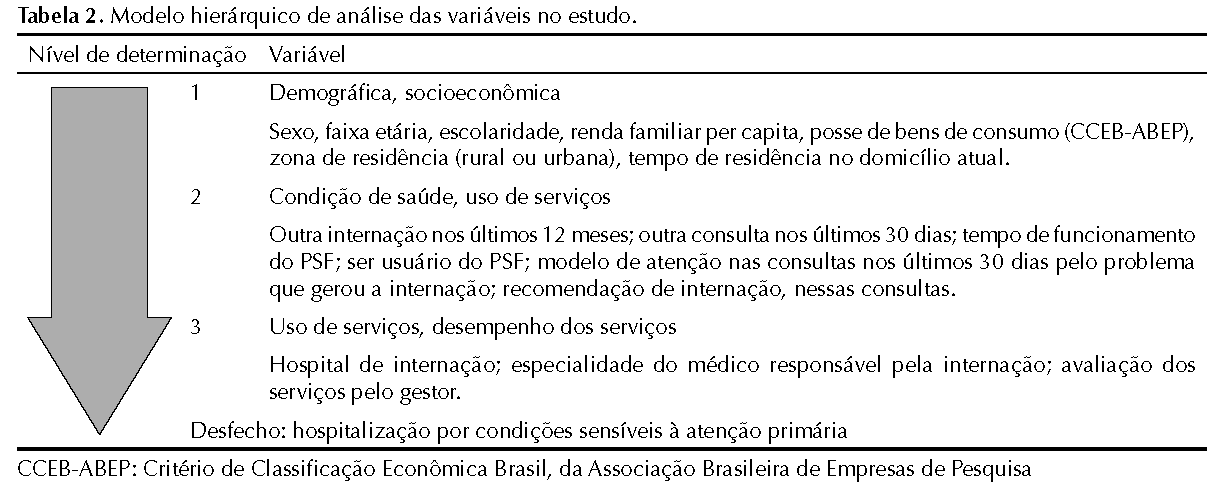 Tabela 2. Modelo hierárquico de análise das variáveis no estudo.
Nível de determinação Variável
1 Demográfica, socioeconômica
Sexo, faixa etária, escolaridade, renda familiar per capita, posse de bens de consumo (CCEB-ABEP),
zona de residência (rural ou urbana), tempo de residência no domicílio atual.
2 Condição de saúde, uso de serviços
Outra internação nos últimos 12 meses; outra consulta nos últimos 30 dias; tempo de funcionamento
do PSF; ser usuário do PSF; modelo de atenção nas consultas nos últimos 30 dias pelo problema
que gerou a internação; recomendação de internação, nessas consultas.
3 Uso de serviços, desempenho dos serviços
Hospital de internação; especialidade do médico responsável pela internação; avaliação dos
serviços pelo gestor.
Desfecho: hospitalização por condições sensíveis à atenção primária
CCEB-ABEP: Critério de Classificação Econômica Brasil, da Associação Brasileira de Empresas de Pesquisa